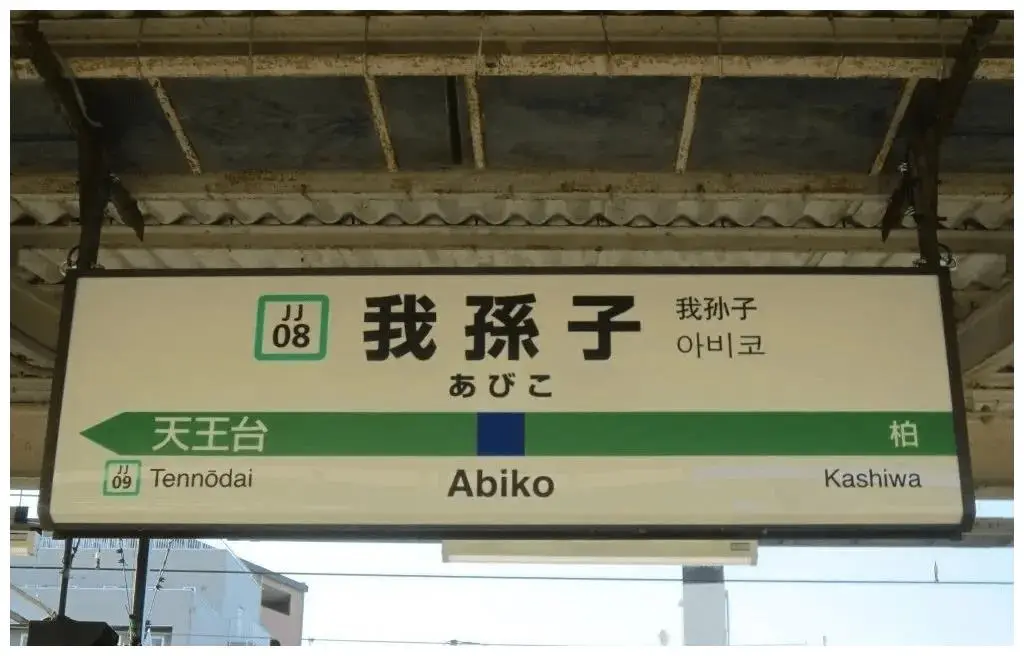 JJ
08
我孫子
我孙子
아비코
あびこ
天王台
柏
JJ
09
Tennōdai
Abiko
Kashiwa